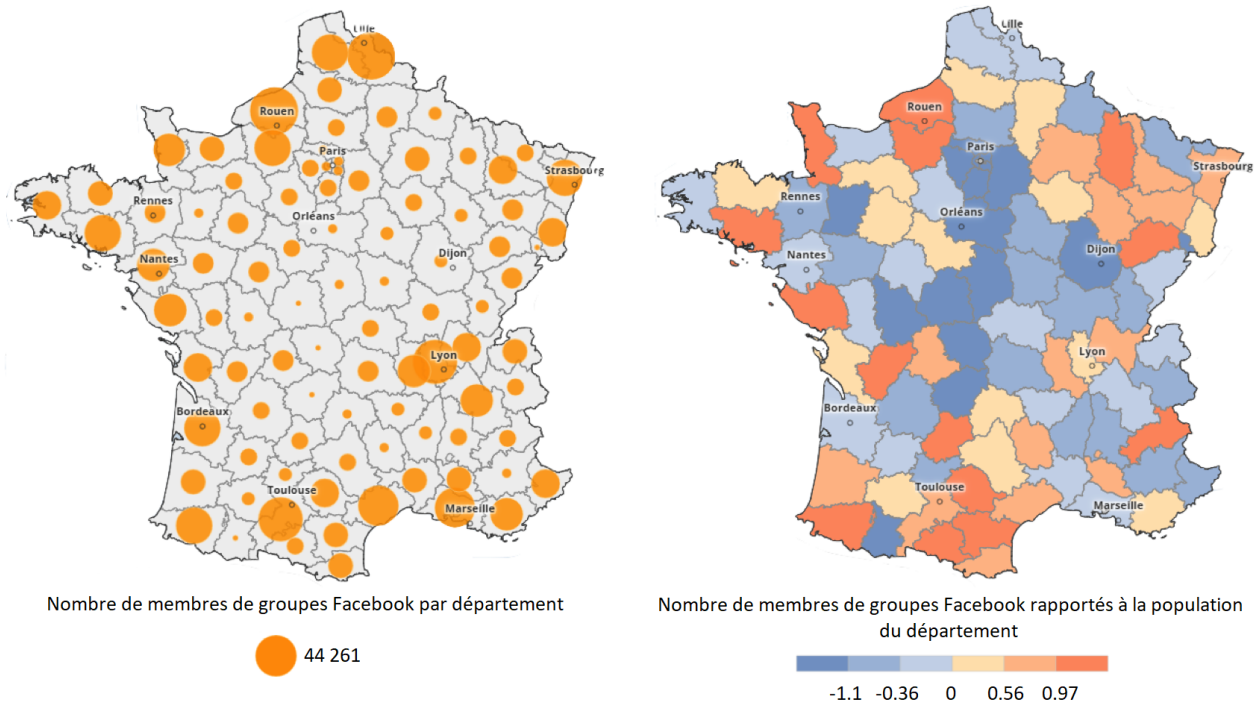 Lille
Rouen
Paris
Strasbourg
Rennes
Orléans
Nantes
Dijon
Lyon
Bordeaux
Toulouse
Marseille
Nombre de membres de groupes Facebook par département
44 261
Lille
Rouen
Paris
Strasbourg
Rennes
Orléans
Nantes
Dijon
Lyon
Bordeaux
Toulouse
Marseille
Nombre de membres de groupes Facebook rapportés à la population
du département
-1.1 -0.36 0 0.56 0.97